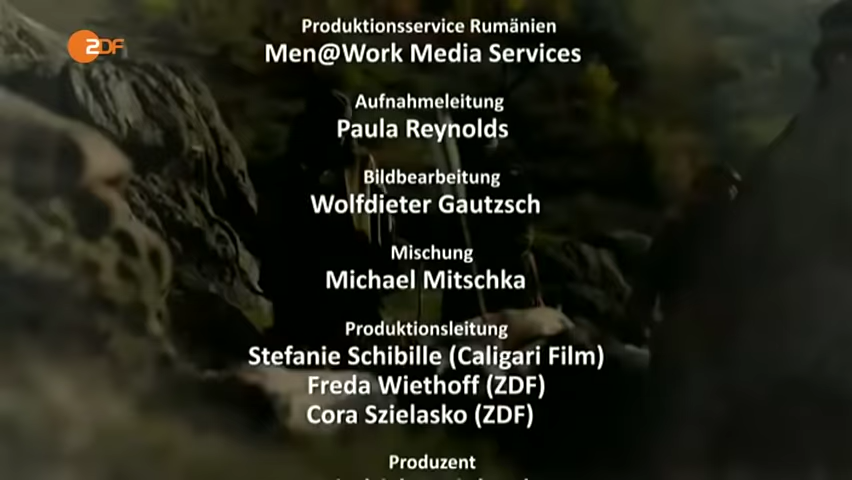 ZDF
Produktionsservice Rumänien
Men@Work Media Services
Aufnahmeleitung
Paula Reynolds
Bildbearbeitung
Wolfdieter Gautzsch
Mischung
Michael Mitschka
Produktionsleitung
Stefanie Schibille (Caligari Film)
Freda Wiethoff (ZDF)
Cora Szielasko (ZDF)
Produzent